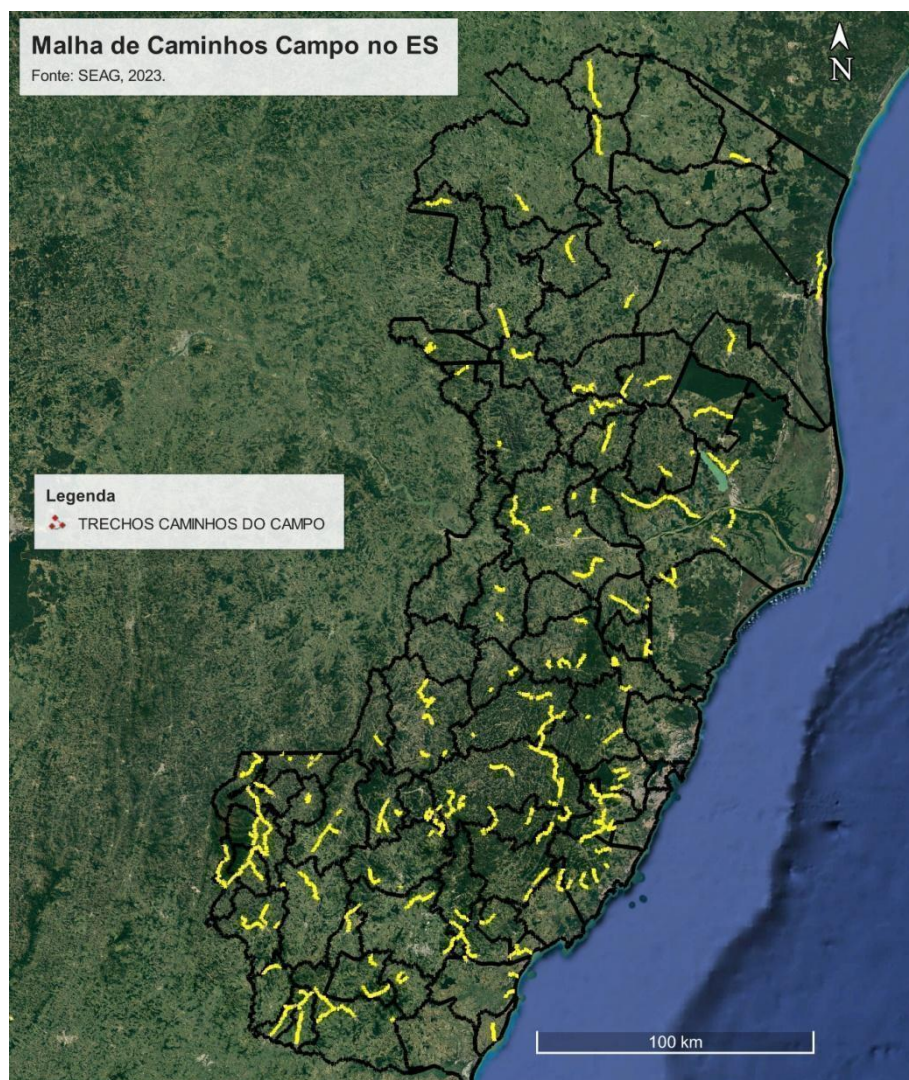 Malha de Caminhos Campo no ES
Fonte: SEAG, 2023.
N
Legenda
TRECHOS CAMINHOS DO CAMPO
100 km